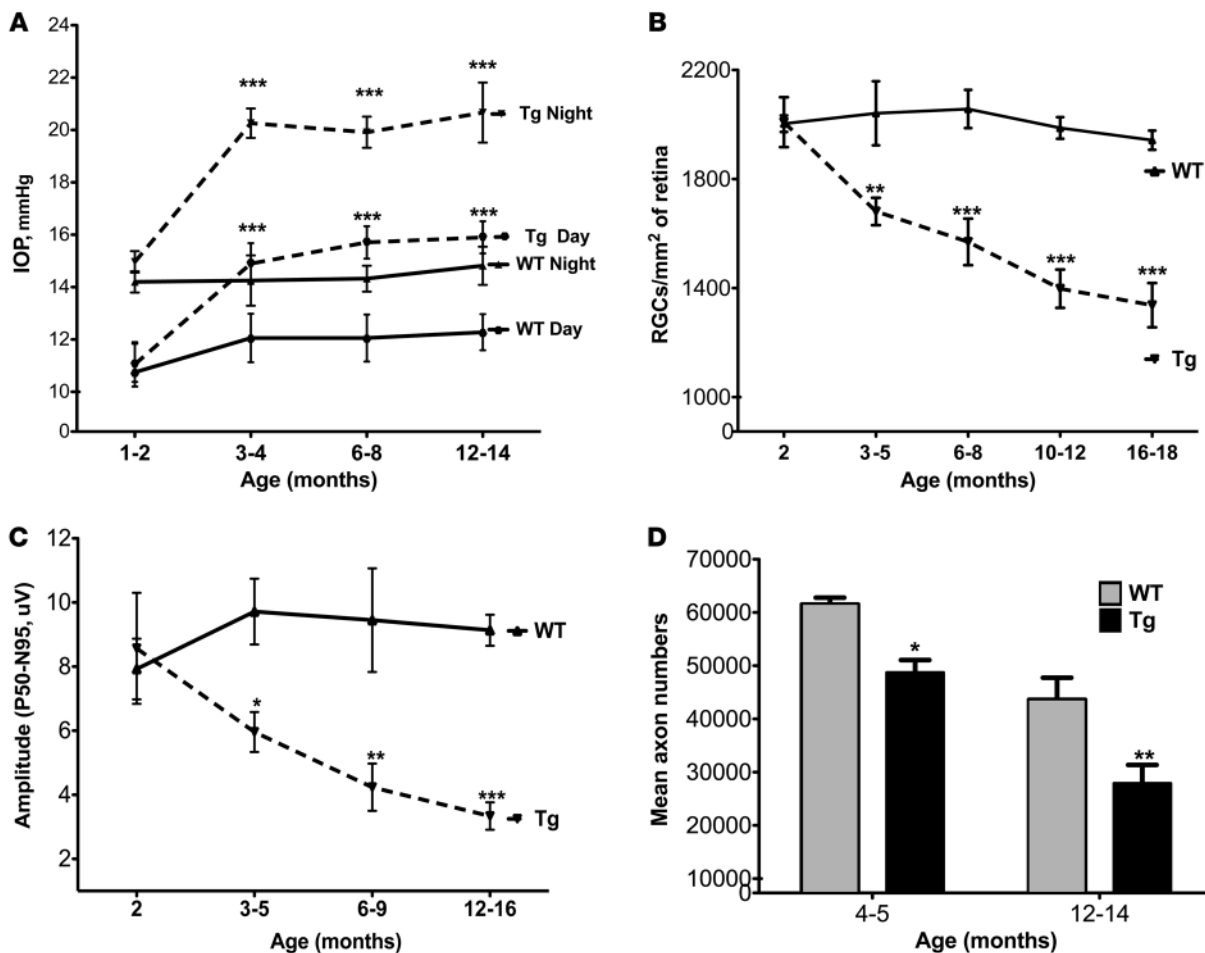 A
IOP, mmHg
24
22
20
18
16
14
12
10
0
***
***
***
Tg Night
***
***
***
Tg Day
WT Night
WT Day
1-2
3-4
6-8
12-14
Age (months)
B
RGCs/mm² of retina
2200
1800
1400
1000
0
WT
**
***
***
***
Tg
2
3-5
6-8
10-12
16-18
Age (months)
C
Amplitude (P50-N95, uV)
12
10
8
6
4
2
WT
*
**
***
Tg
2
3-5
6-9
12-16
Age (months)
D
Mean axon numbers
70000
60000
50000
40000
30000
20000
10000
0
WT
Tg
*
**
4-5
12-14
Age (months)